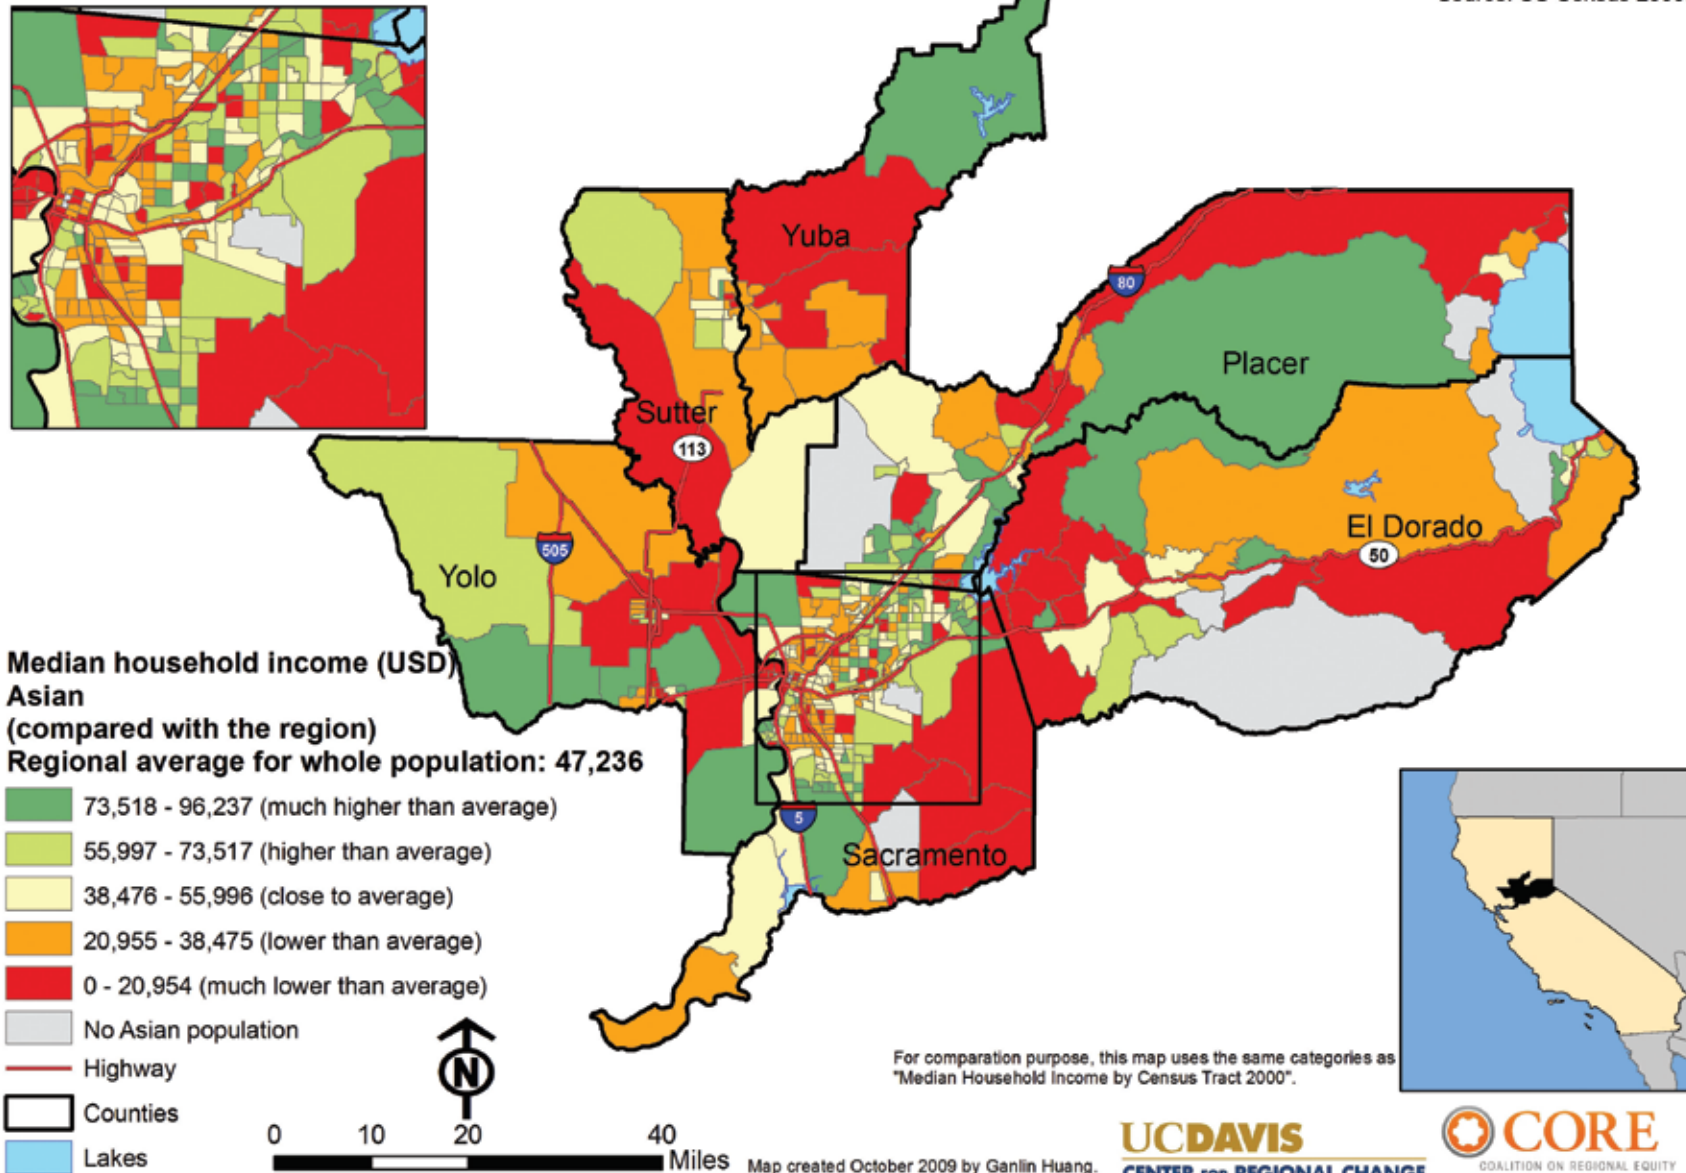 Yuba
80
Placer
Sutter
113
El Dorado
50
505
Yolo
Median household income (USD)
Asian
(compared with the region)
Regional average for whole population: 47,236
73,518 - 96,237 (much higher than average)
55,997 - 73,517 (higher than average)
38,476 - 55,996 (close to average)
20,955 - 38,475 (lower than average)
0 - 20,954 (much lower than average)
No Asian population
Highway
Counties
Lakes
5
Sacramento
N
0 10 20 40
Miles
For comparation purpose, this map uses the same categories as
"Median Household Income by Census Tract 2000".
Map created October 2009 by Ganlin Huang.
UCDAVIS
CENTER FOR REGIONAL CHANGE
CORE
COALITION ON REGIONAL EQUITY